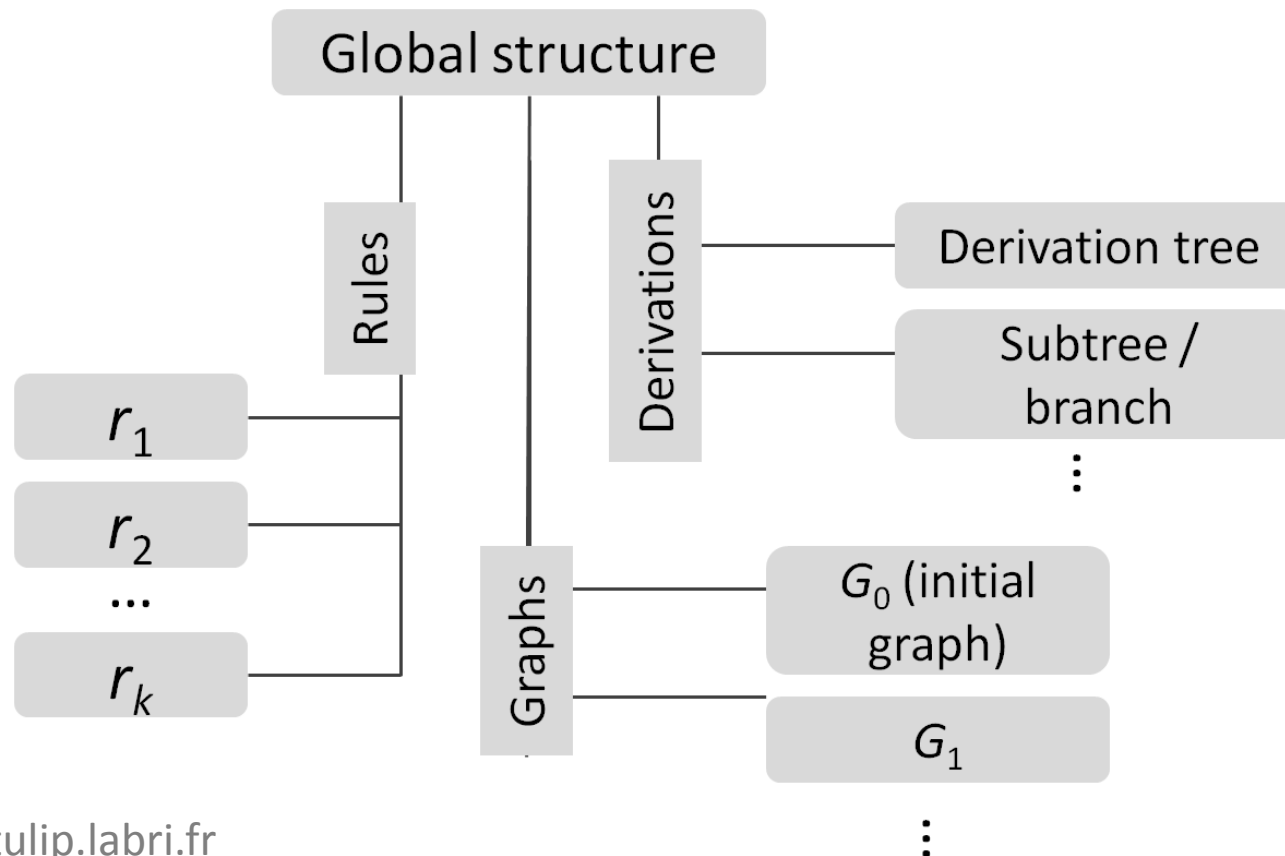 Global structure
Rules
Derivations
Derivation tree
Subtree /
branch
⋮
r₁
r₂
...
rₖ
Graphs
G₀ (initial
graph)
G₁
⋮
tulip.labri.fr